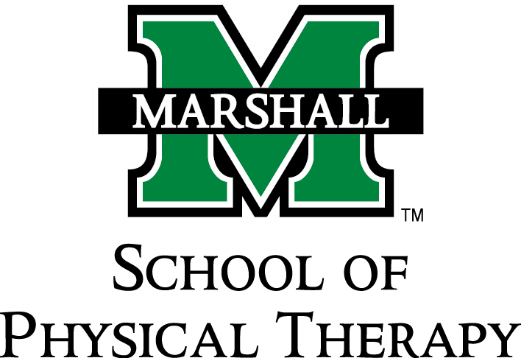 MARSHALL
TM
SCHOOL OF
PHYSICAL THERAPY